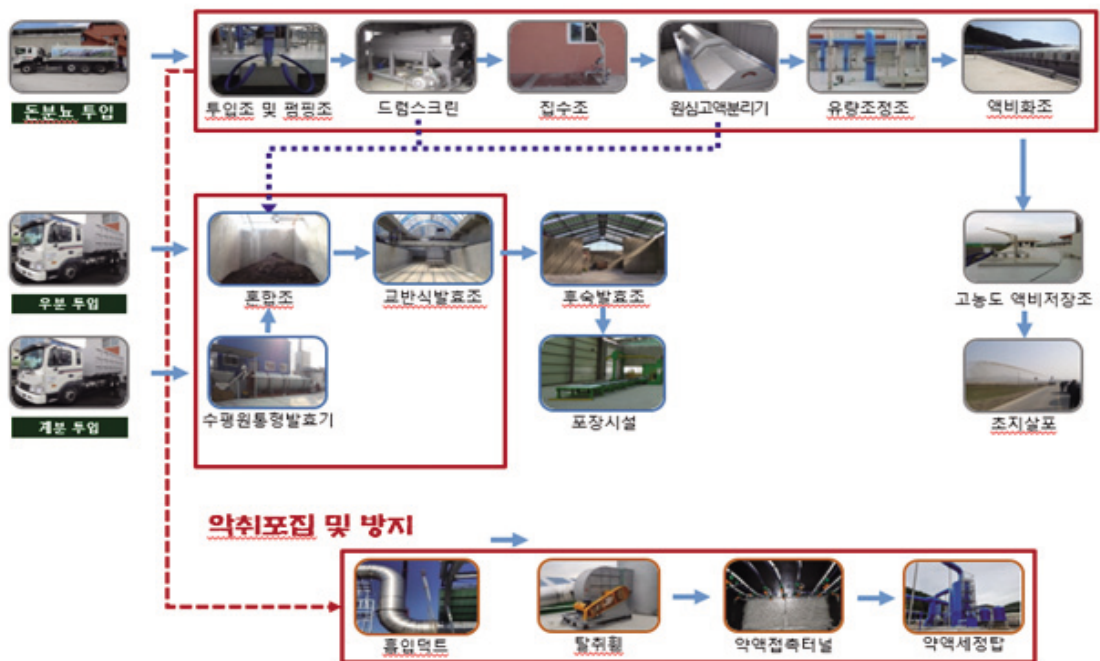 돈분뇨 투입
투입조 및 펌핑조
드럼스크린
집수조
원심고액분리기
유량조정조
액비화조
우분 투입
혼합조
교반식발효조
후숙발효조
고농도 액비저장조
계분 투입
수평원통형발효기
포장시설
초지살포
악취포집 및 방지
흡입덕트
탈취휀
약액접촉터널
약액세정탑